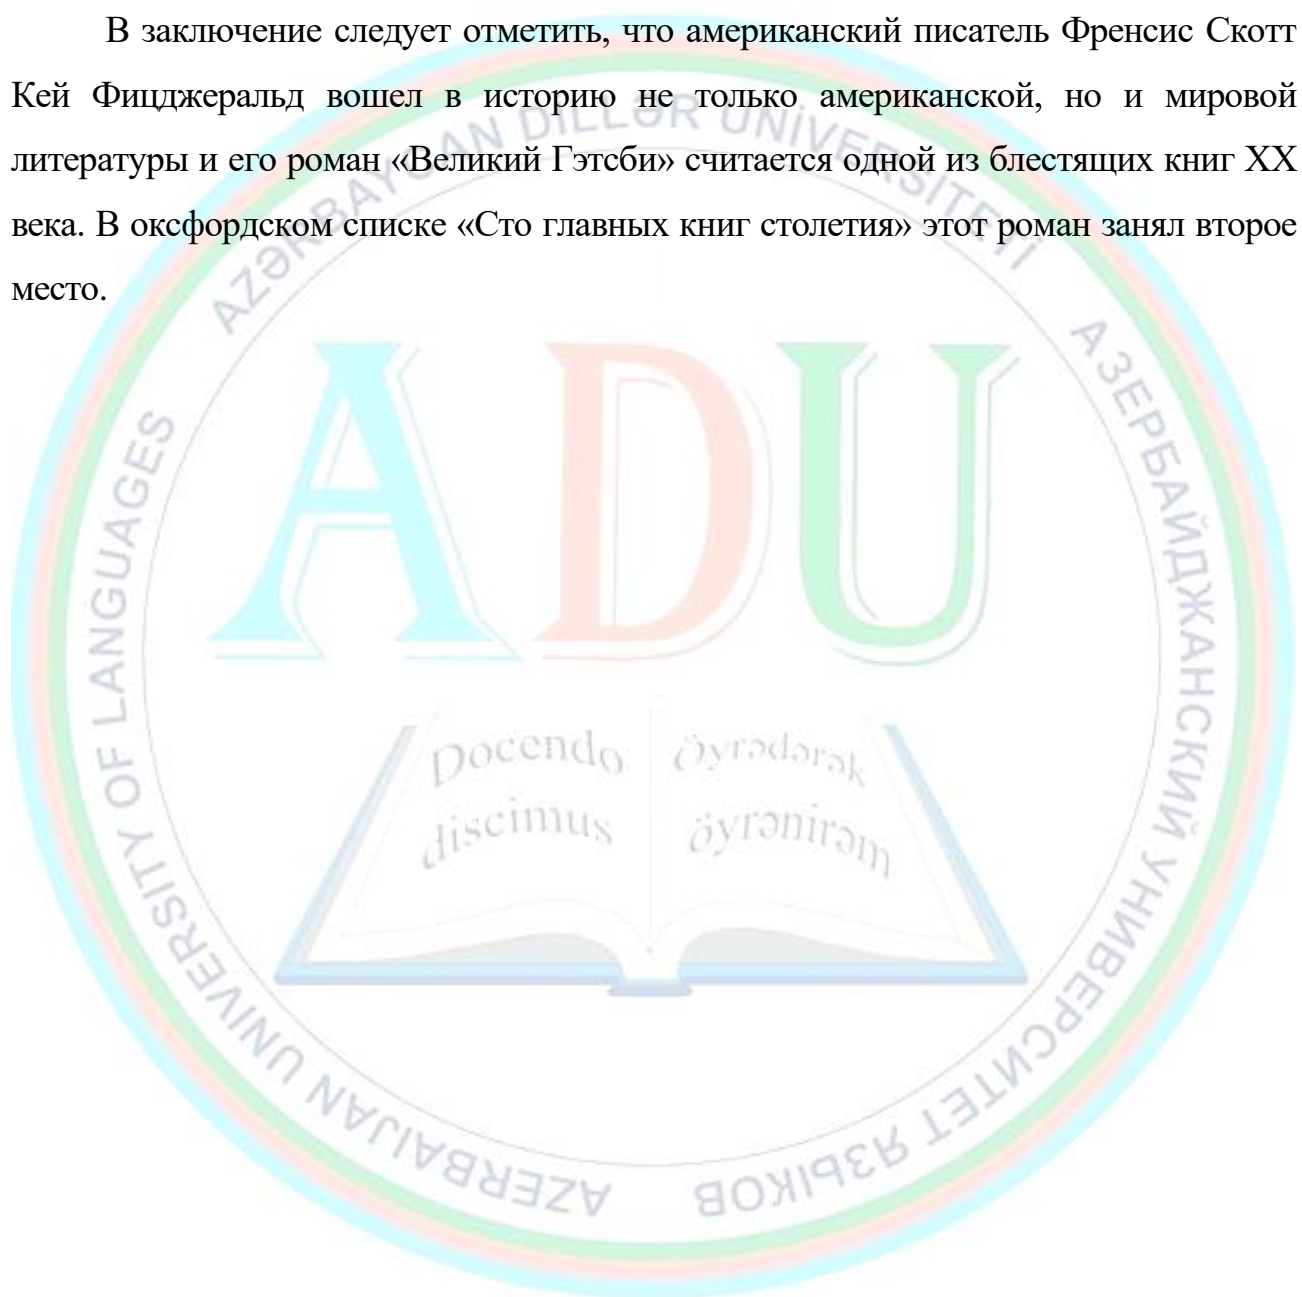 В заключение следует отметить, что американский писатель Френсис Скотт
Кей Фицджеральд вошел в историю не только американской, но и мировой
литературы и его роман «Великий Гэтсби» считается одной из блестящих книг XX
века. В оксфордском списке «Сто главных книг столетия» этот роман занял второе
место.
AZƏRBAYCAN DİLLƏR UNİVERSİTETİ
АЗЕРБАЙДЖАНСКИЙ УНИВЕРСИТЕТ ЯЗЫКОВ
AZERBAIJAN UNIVERSITY OF LANGUAGES
ADU
Docendo
discimus
Öyrədərək
öyrənirəm